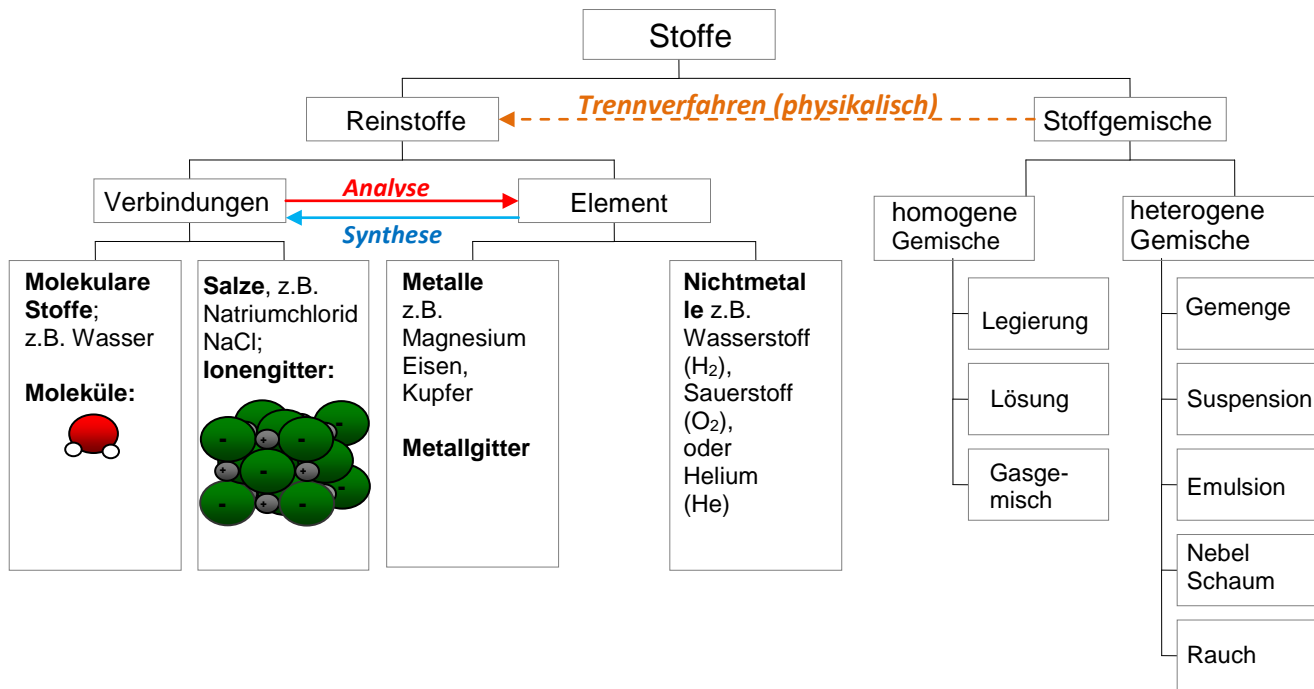 Stoffe
Trennverfahren (physikalisch)
Reinstoffe
Stoffgemische
Verbindungen
Analyse
Synthese
Element
homogene
Gemische
heterogene
Gemische
Molekulare
Stoffe;
z.B. Wasser
Moleküle:
Salze, z.B.
Natriumchlorid
NaCl;
Ionengitter:
- - -
+
- + -
+ - +
- + -
Metalle
z.B.
Magnesium
Eisen,
Kupfer
Metallgitter
Nichtmetal
le z.B.
Wasserstoff
(H₂),
Sauerstoff
(O₂),
oder
Helium
(He)
Legierung
Lösung
Gasge-
misch
Gemenge
Suspension
Emulsion
Nebel
Schaum
Rauch